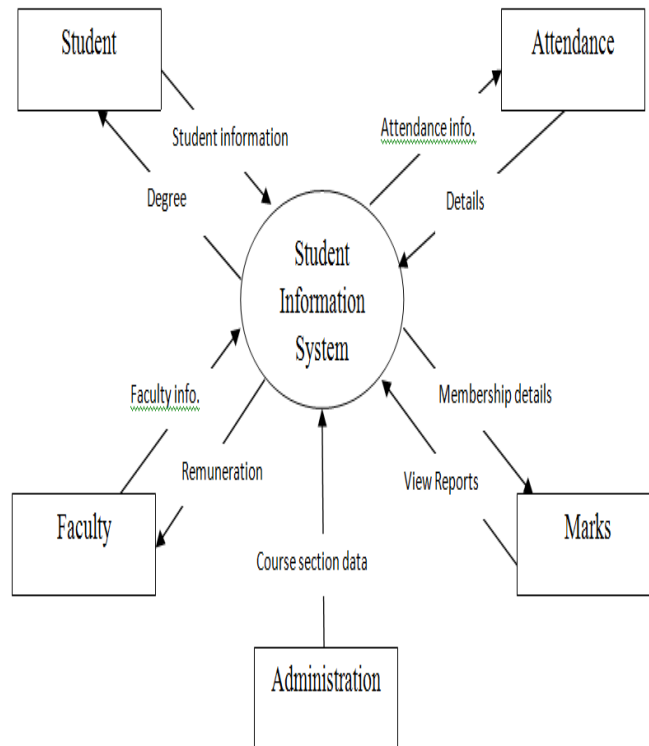 Student
Attendance
Student information
Attendance info.
Degree
Details
Student
Information
System
Faculty info.
Membership details
Remuneration
View Reports
Faculty
Marks
Course section data
Administration